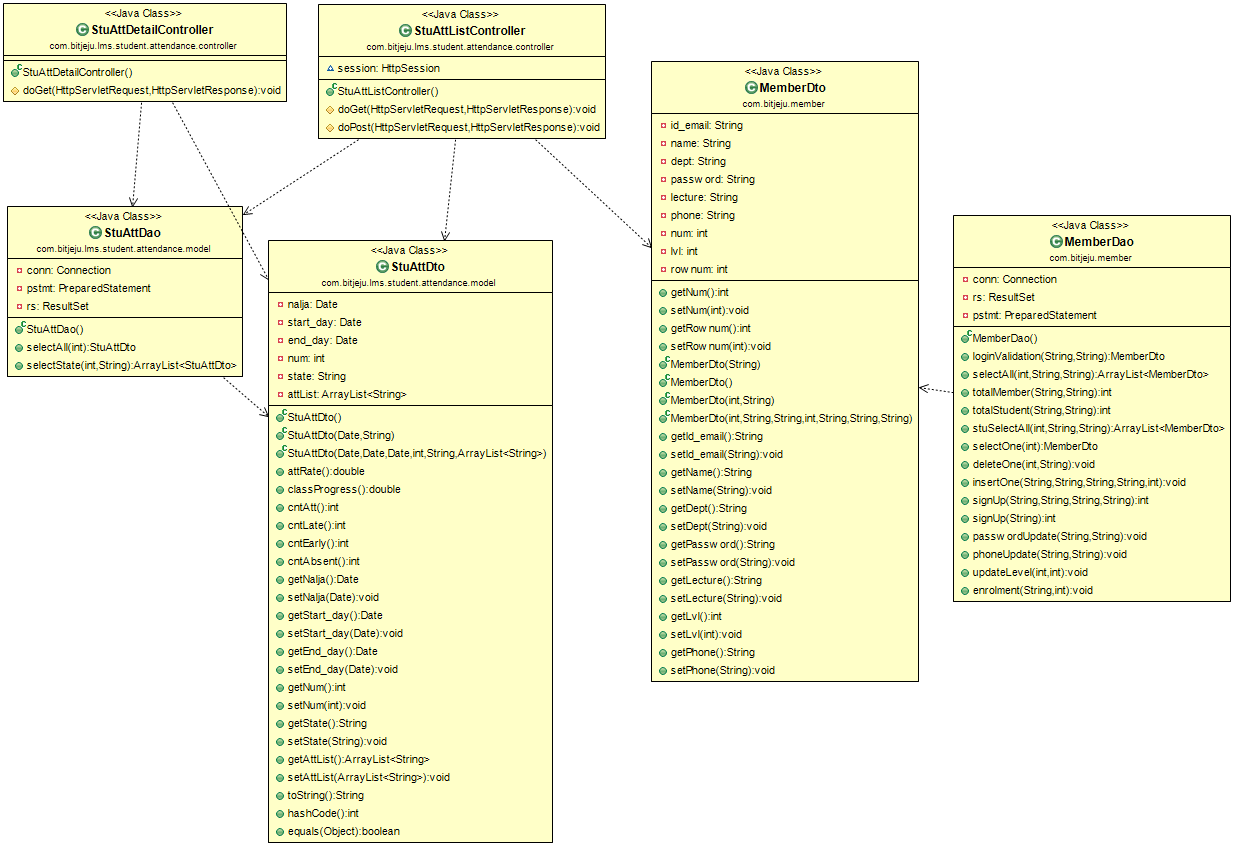 <<Java Class>>
StuAttDetailController
com.bitjeju.lms.student.attendance.controller
StuAttDetailController()
doGet(HttpServletRequest,HttpServletResponse):void
<<Java Class>>
StuAttListController
com.bitjeju.lms.student.attendance.controller
session: HttpSession
StuAttListController()
doGet(HttpServletRequest,HttpServletResponse):void
doPost(HttpServletRequest,HttpServletResponse):void
<<Java Class>>
StuAttDao
com.bitjeju.lms.student.attendance.model
conn: Connection
pstmt: PreparedStatement
rs: ResultSet
StuAttDao()
selectAll(int):StuAttDto
selectState(int,String):ArrayList<StuAttDto>
<<Java Class>>
StuAttDto
com.bitjeju.lms.student.attendance.model
nalja: Date
start_day: Date
end_day: Date
num: int
state: String
attList: ArrayList<String>
StuAttDto()
StuAttDto(Date,String)
StuAttDto(Date,Date,Date,int,String,ArrayList<String>)
attRate():double
classProgress():double
cntAtt():int
cntLate():int
cntEarly():int
cntAbsent():int
getNalja():Date
setNalja(Date):void
getStart_day():Date
setStart_day(Date):void
getEnd_day():Date
setEnd_day(Date):void
getNum():int
setNum(int):void
getState():String
setState(String):void
getAttList():ArrayList<String>
setAttList(ArrayList<String>):void
toString():String
hashCode():int
equals(Object):boolean
<<Java Class>>
MemberDto
com.bitjeju.member
id_email: String
name: String
dept: String
password: String
lecture: String
phone: String
num: int
lvl: int
rownum: int
getNum():int
setNum(int):void
getRownum():int
setRownum(int):void
MemberDto(String)
MemberDto()
MemberDto(int,String)
MemberDto(int,String,String,int,String,String,String)
getId_email():String
setId_email(String):void
getName():String
setName(String):void
getDept():String
setDept(String):void
getPassword():String
setPassword(String):void
getLecture():String
setLecture(String):void
getLvl():int
setLvl(int):void
getPhone():String
setPhone(String):void
<<Java Class>>
MemberDao
com.bitjeju.member
conn: Connection
rs: ResultSet
pstmt: PreparedStatement
MemberDao()
loginValidation(String,String):MemberDto
selectAll(int,String,String):ArrayList<MemberDto>
totalMember(String,String):int
totalStudent(String,String):int
stuSelectAll(int,String,String):ArrayList<MemberDto>
selectOne(int):MemberDto
deleteOne(int,String):void
insertOne(String,String,String,String,int):void
signUp(String,String,String,String):int
signUp(String):int
passwordUpdate(String,String):void
phoneUpdate(String,String):void
updateLevel(int,int):void
enrolment(String,int):void